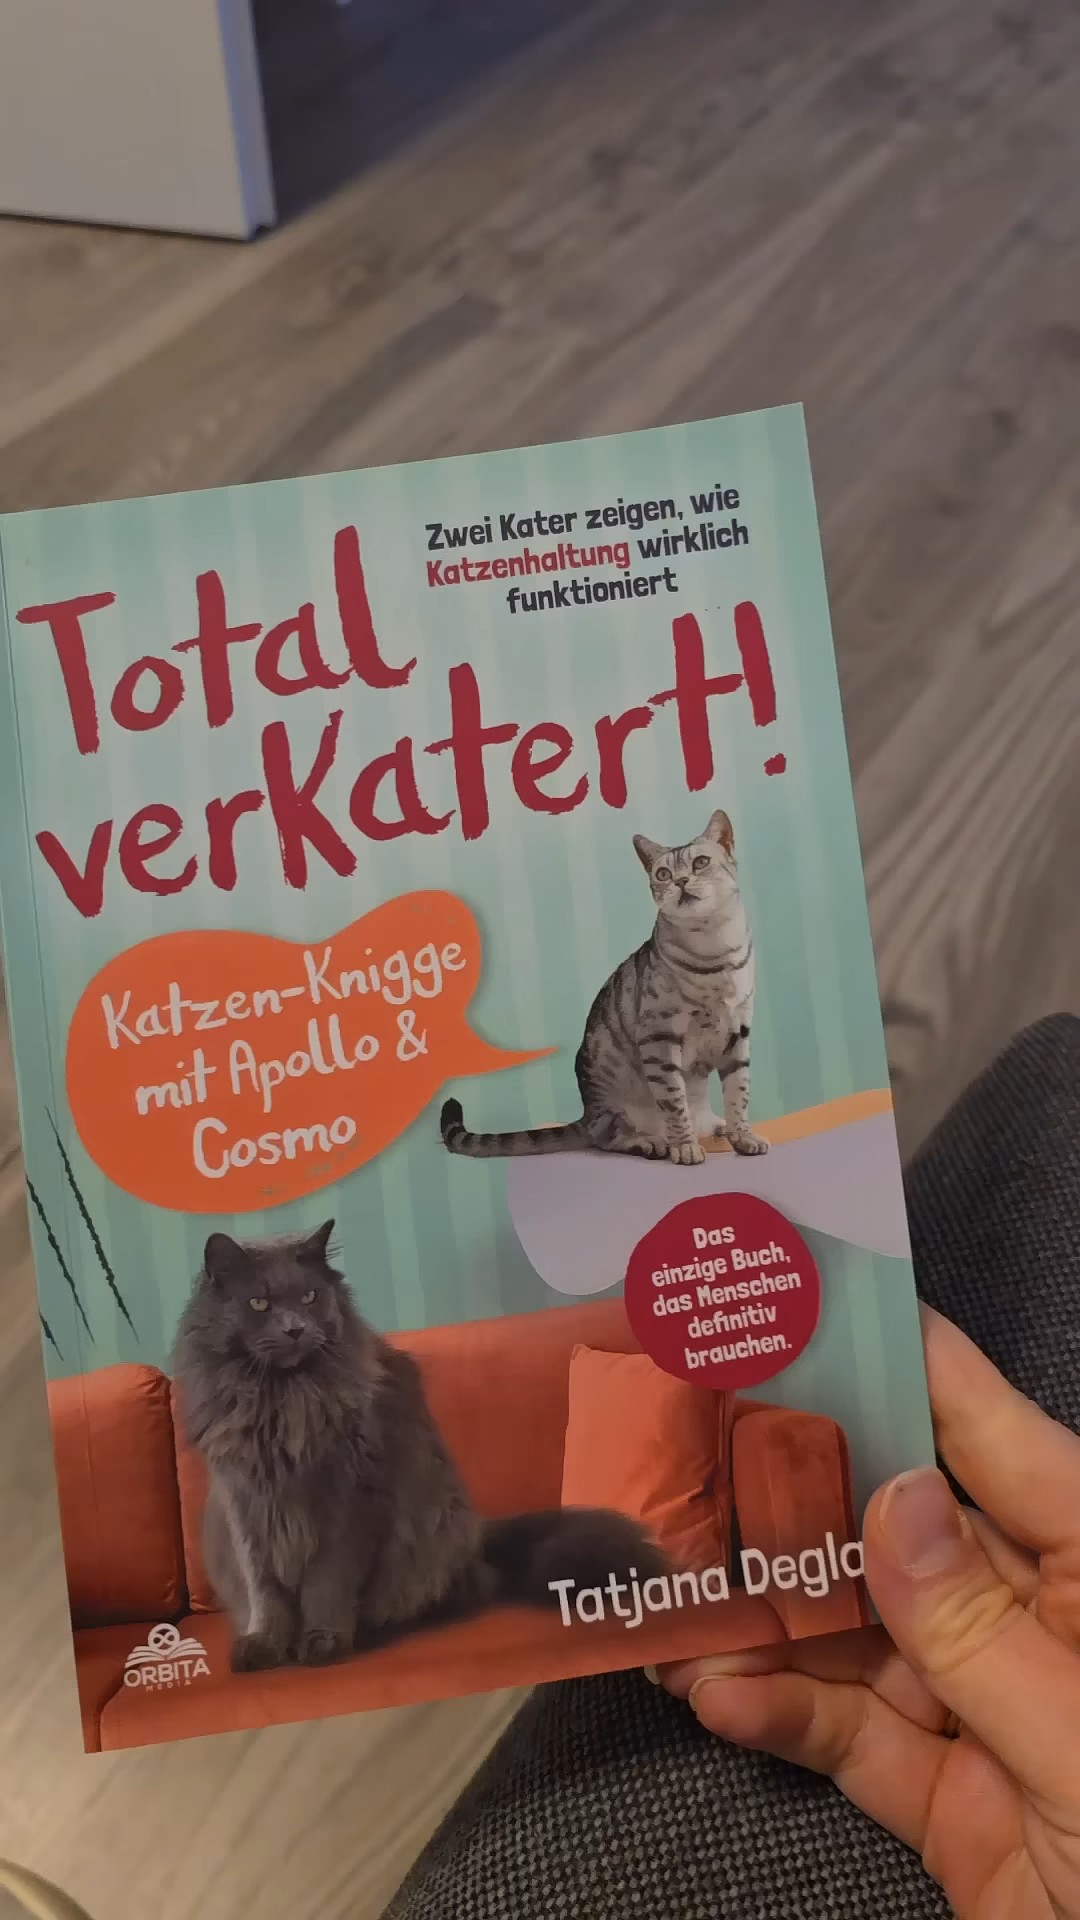 Zwei Kater zeigen, wie
Katzenhaltung wirklich
funktioniert
Total
verKatert!
Katzen-Knigge
mit Apollo &
Cosmo
Das
einzige Buch,
das Menschen
definitiv
brauchen.
Tatjana Degla
ORBITA
MEDIA